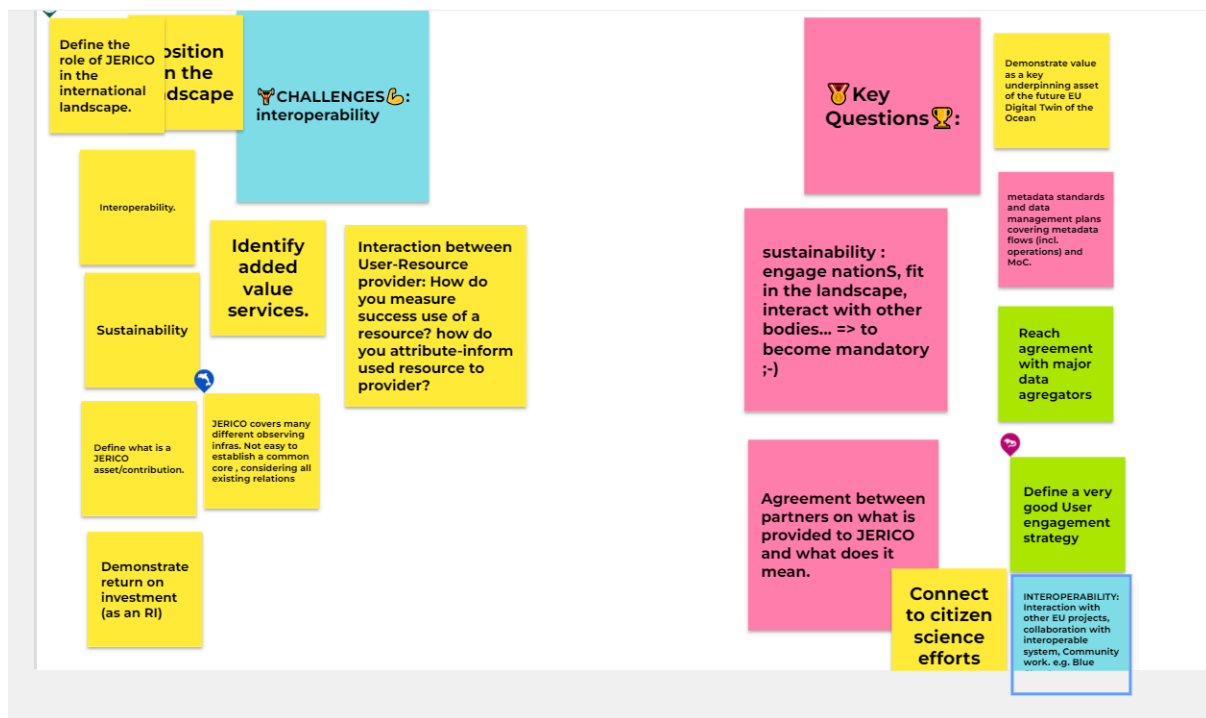 Define the
role of JERICO
in the
international
landscape.
🏋CHALLENGES💪:
interoperability
Interoperability.
Identify
added
value
services.
Interaction between
User-Resource
provider: How do
you measure
success use of a
resource? how do
you attribute-inform
used resource to
provider?
Sustainability
Define what is a
JERICO
asset/contribution.
JERICO covers many
different observing
infras. Not easy to
establish a common
core , considering all
existing relations
Demonstrate
return on
investment
(as an RI)
🏅Key
Questions🏆:
Demonstrate value
as a key
underpinning asset
of the future EU
Digital Twin of the
Ocean
metadata standards
and data
management plans
covering metadata
flows (incl.
operations) and
MoC.
sustainability :
engage nationS, fit
in the landscape,
interact with other
bodies... => to
become mandatory
;-)
Reach
agreement
with major
data
agregators
Agreement between
partners on what is
provided to JERICO
and what does it
mean.
Define a very
good User
engagement
strategy
Connect
to citizen
science
efforts
INTEROPERABILITY:
Interaction with
other EU projects,
collaboration with
interoperable
system, Community
work. e.g. Blue